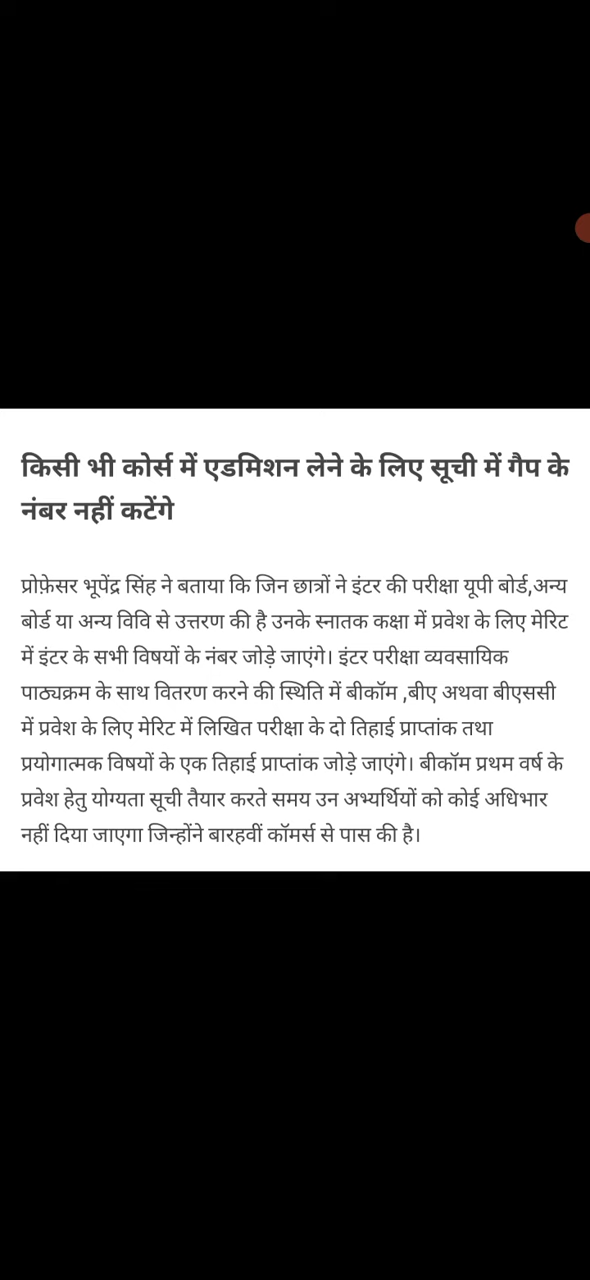 किसी भी कोर्स में एडमिशन लेने के लिए सूची में गैप के
नंबर नहीं कटेंगे
प्रोफ़ेसर भूपेंद्र सिंह ने बताया कि जिन छात्रों ने इंटर की परीक्षा यूपी बोर्ड,अन्य
बोर्ड या अन्य विवि से उत्तरण की है उनके स्नातक कक्षा में प्रवेश के लिए मेरिट
में इंटर के सभी विषयों के नंबर जोड़े जाएंगे। इंटर परीक्षा व्यवसायिक
पाठ्यक्रम के साथ वितरण करने की स्थिति में बीकॉम ,बीए अथवा बीएससी
में प्रवेश के लिए मेरिट में लिखित परीक्षा के दो तिहाई प्राप्तांक तथा
प्रयोगात्मक विषयों के एक तिहाई प्राप्तांक जोड़े जाएंगे। बीकॉम प्रथम वर्ष के
प्रवेश हेतु योग्यता सूची तैयार करते समय उन अभ्यर्थियों को कोई अधिभार
नहीं दिया जाएगा जिन्होंने बारहवीं कॉमर्स से पास की है।